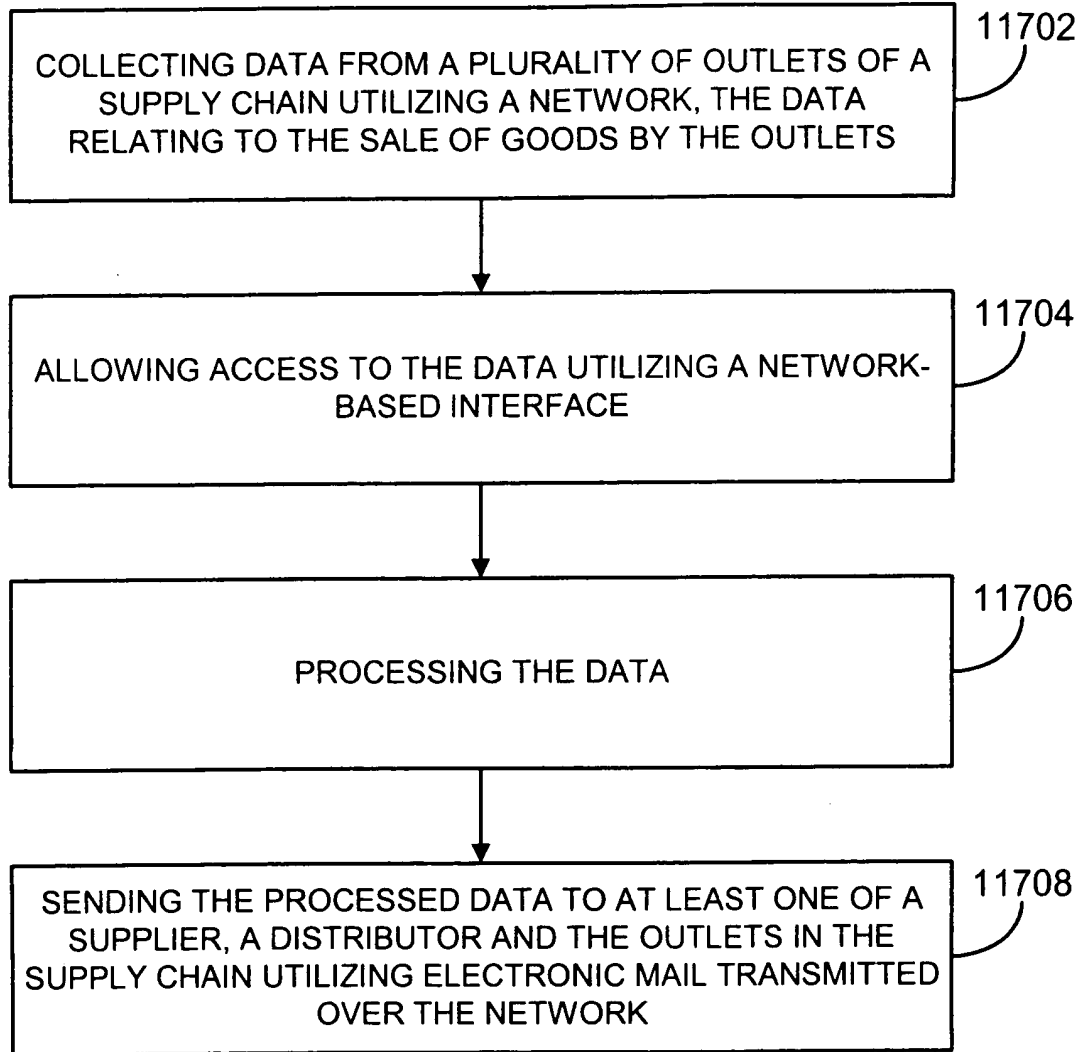 11702
COLLECTING DATA FROM A PLURALITY OF OUTLETS OF A
SUPPLY CHAIN UTILIZING A NETWORK, THE DATA
RELATING TO THE SALE OF GOODS BY THE OUTLETS
11704
ALLOWING ACCESS TO THE DATA UTILIZING A NETWORK-
BASED INTERFACE
11706
PROCESSING THE DATA
11708
SENDING THE PROCESSED DATA TO AT LEAST ONE OF A
SUPPLIER, A DISTRIBUTOR AND THE OUTLETS IN THE
SUPPLY CHAIN UTILIZING ELECTRONIC MAIL TRANSMITTED
OVER THE NETWORK